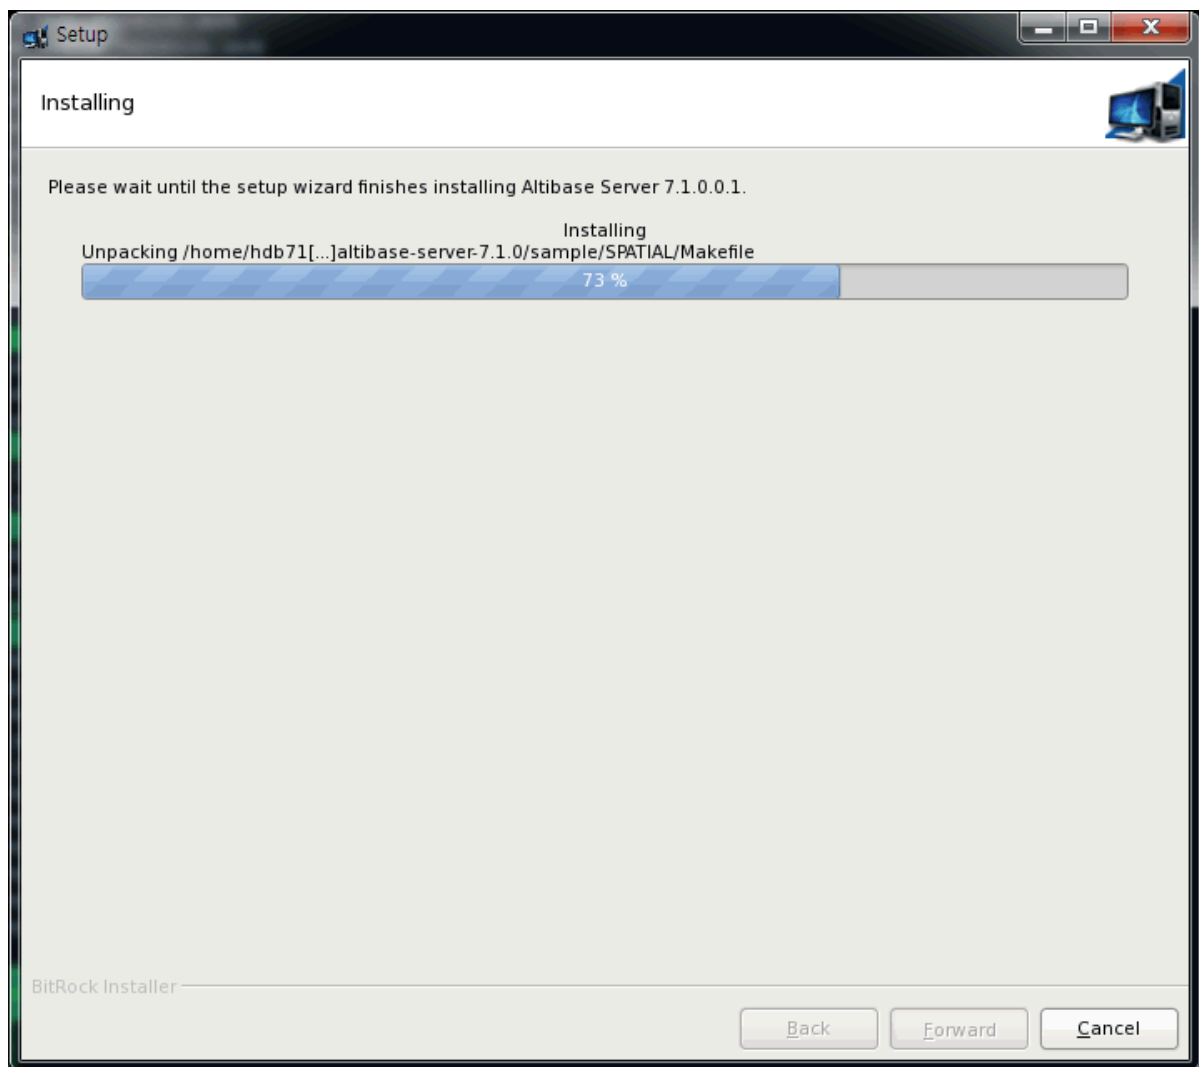 Setup
Installing
Please wait until the setup wizard finishes installing Altibase Server 7.1.0.0.1.
Installing
Unpacking /home/hdb71[...]altibase-server-7.1.0/sample/SPATIAL/Makefile
73 %
BitRock Installer
Back
Forward
Cancel